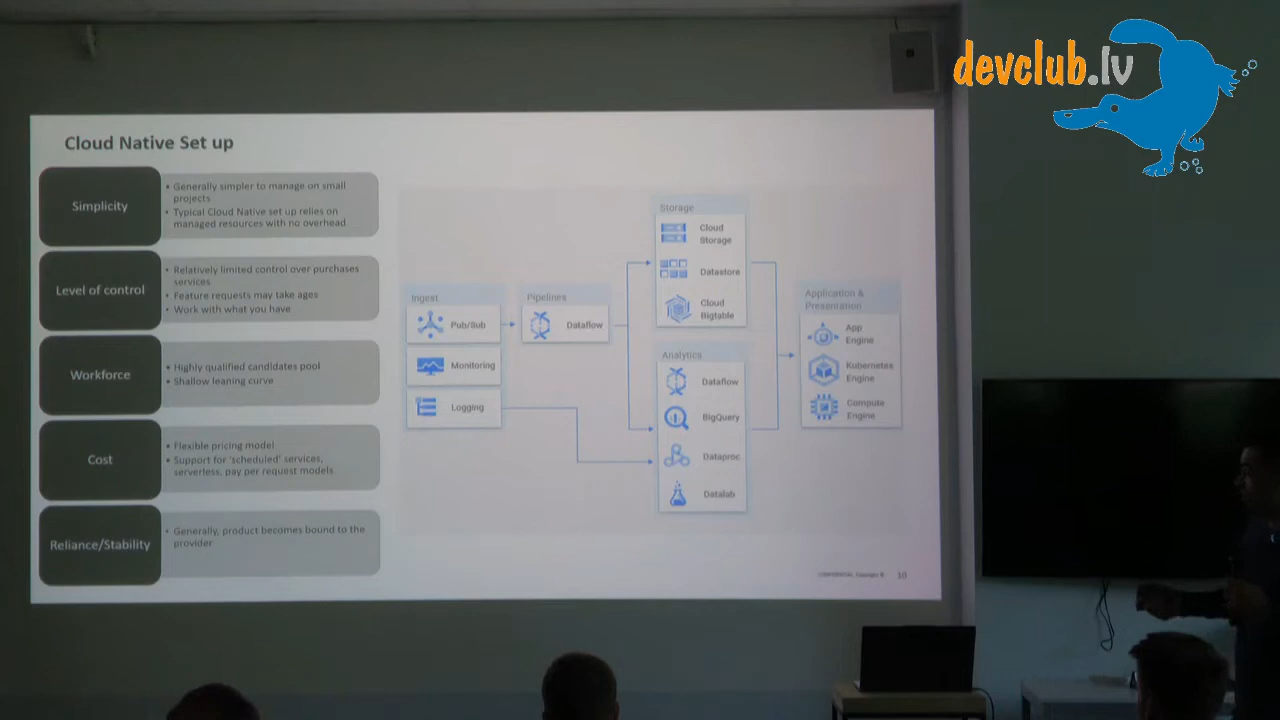 devclub.lv
Cloud Native Set up
Simplicity
• Generally simpler to manage on small
projects
• Typical Cloud Native set up relies on
managed resources with no overhead
Level of control
• Relatively limited control over purchases
services
• Feature requests may take ages
• Work with what you have
Workforce
• Highly qualified candidates pool
• Shallow leaning curve
Cost
• Flexible pricing model
• Support for 'scheduled' services,
serverless, pay per request models
Reliance/Stability
• Generally, product becomes bound to the
provider
Ingest
Pub/Sub
Monitoring
Logging
Pipelines
Dataflow
Storage
Cloud
Storage
Datastore
Cloud
Bigtable
Analytics
Dataflow
BigQuery
Dataproc
Datalab
Application &
Presentation
App
Engine
Kubernetes
Engine
Compute
Engine
CONFIDENTIAL Copyright ©
10